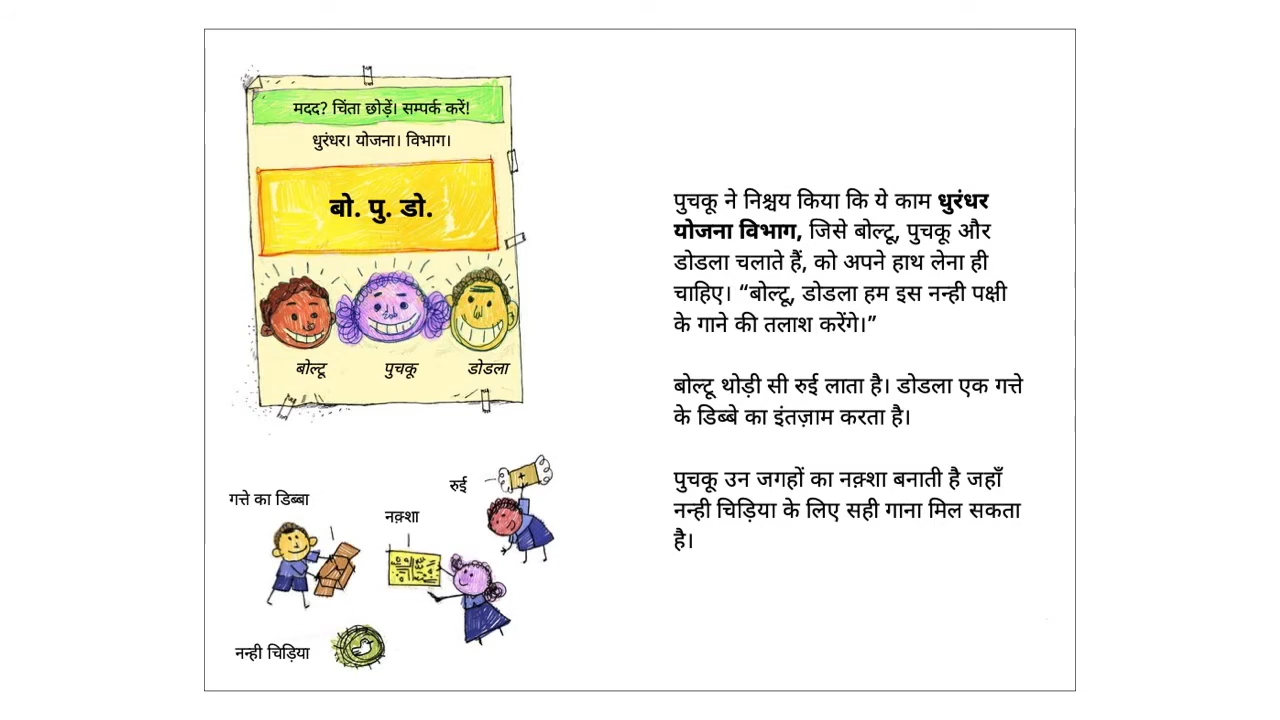 मदद? चिंता छोड़ें। सम्पर्क करें!
धुरंधर। योजना। विभाग।
बो. पु. डो.
बोल्टू पुचकू डोडला
रुई
गत्ते का डिब्बा
नक़्शा
नन्ही चिड़िया
पुचकू ने निश्चय किया कि ये काम धुरंधर
योजना विभाग, जिसे बोल्टू, पुचकू और
डोडला चलाते हैं, को अपने हाथ लेना ही
चाहिए। “बोल्टू, डोडला हम इस नन्ही पक्षी
के गाने की तलाश करेंगे।”
बोल्टू थोड़ी सी रुई लाता है। डोडला एक गत्ते
के डिब्बे का इंतज़ाम करता है।
पुचकू उन जगहों का नक़्शा बनाती है जहाँ
नन्ही चिड़िया के लिए सही गाना मिल सकता
है।